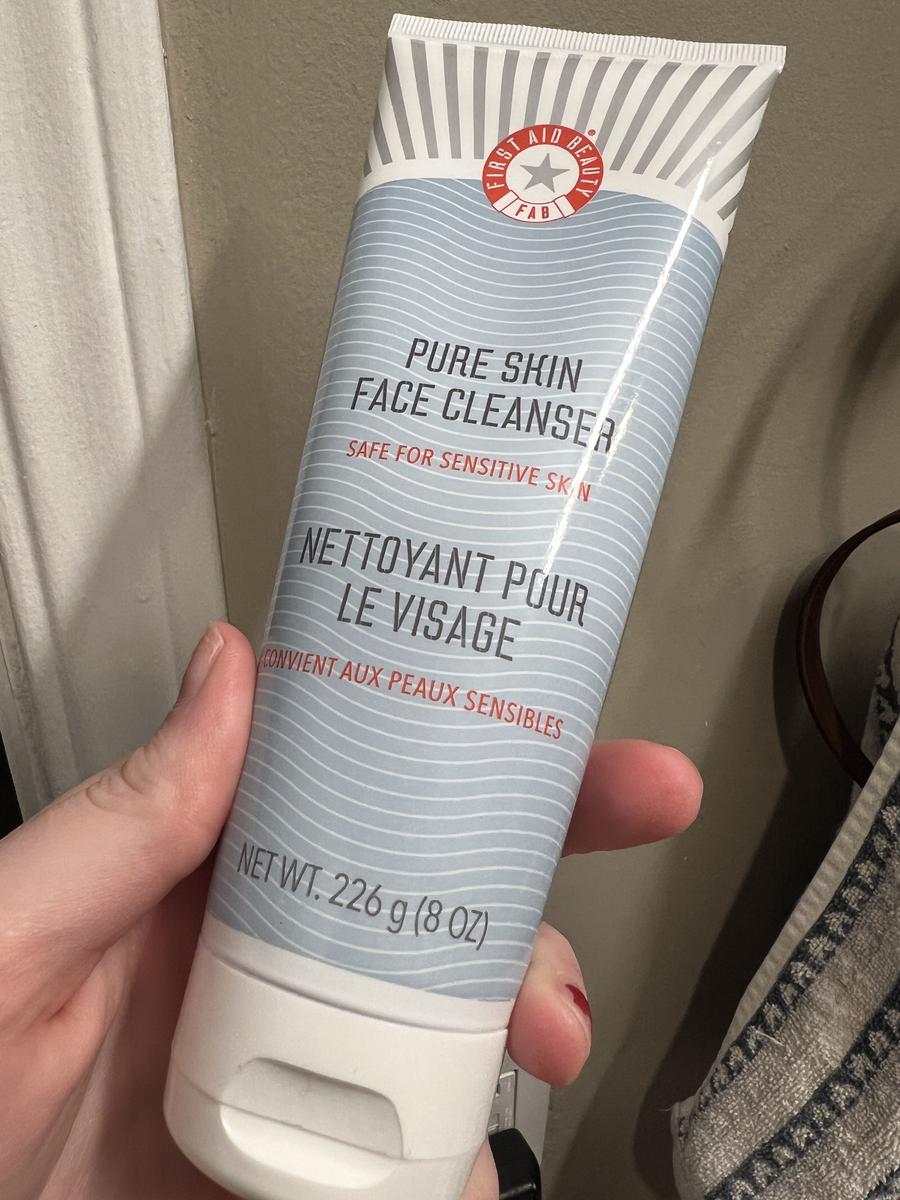 FIRST AID BEAUTY
FAB
PURE SKIN
FACE CLEANSER
SAFE FOR SENSITIVE SKIN
NETTOYANT POUR
LE VISAGE
CONVIENT AUX PEAUX SENSIBLES
NET WT. 226 g (8 OZ)